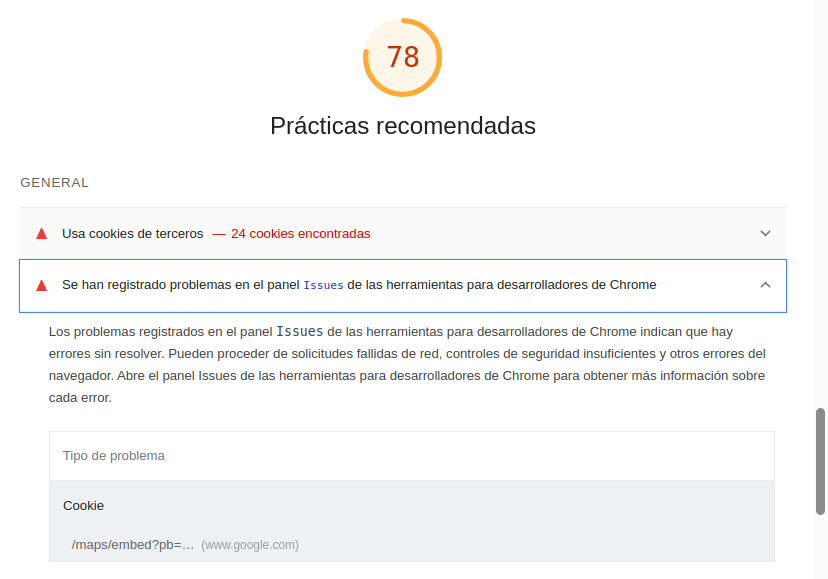 78
Prácticas recomendadas
GENERAL
Usa cookies de terceros — 24 cookies encontradas
Se han registrado problemas en el panel Issues de las herramientas para desarrolladores de Chrome
Los problemas registrados en el panel Issues de las herramientas para desarrolladores de Chrome indican que hay
errores sin resolver. Pueden proceder de solicitudes fallidas de red, controles de seguridad insuficientes y otros errores del
navegador. Abre el panel Issues de las herramientas para desarrolladores de Chrome para obtener más información sobre
cada error.
Tipo de problema
Cookie
/maps/embed?pb=… (www.google.com)